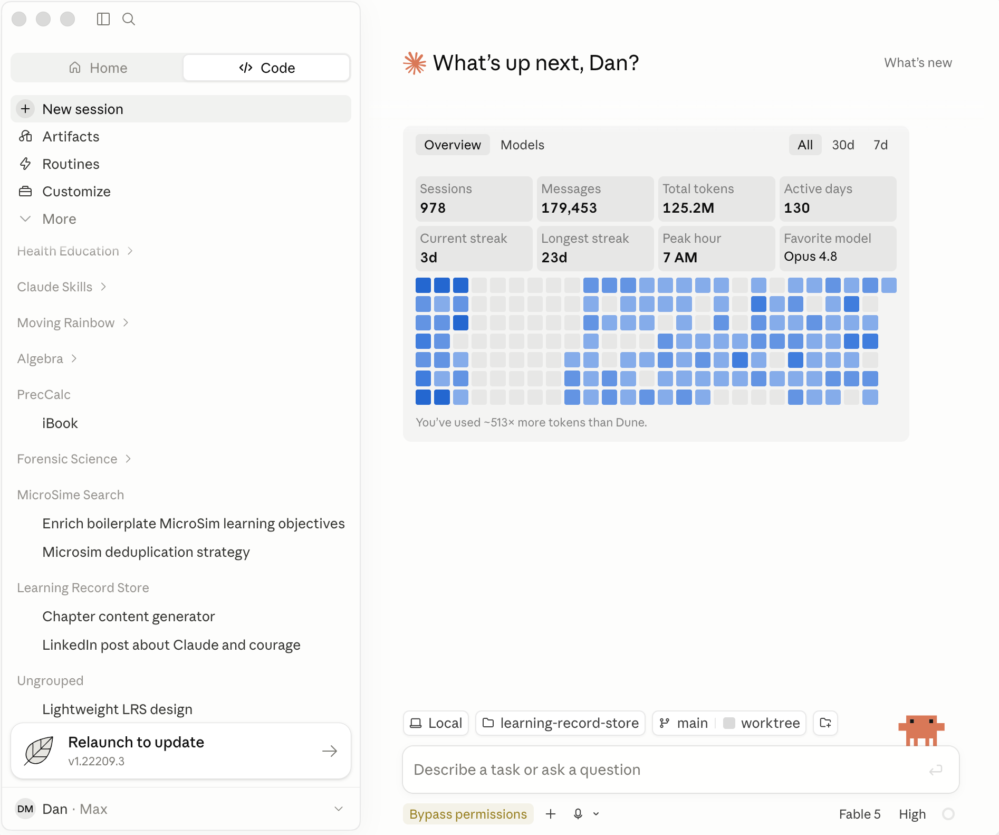 Home
Code
New session
Artifacts
Routines
Customize
More
Health Education
Claude Skills
Moving Rainbow
Algebra
PrecCalc
iBook
Forensic Science
MicroSime Search
Enrich boilerplate MicroSim learning objectives
Microsim deduplication strategy
Learning Record Store
Chapter content generator
LinkedIn post about Claude and courage
Ungrouped
Lightweight LRS design
Relaunch to update
v1.22209.3
DM Dan · Max
What's up next, Dan?
What's new
Overview Models
All 30d 7d
Sessions
978
Messages
179,453
Total tokens
125.2M
Active days
130
Current streak
3d
Longest streak
23d
Peak hour
7 AM
Favorite model
Opus 4.8
You've used ~513× more tokens than Dune.
Local
learning-record-store
main
worktree
Describe a task or ask a question
Bypass permissions
Fable 5 High